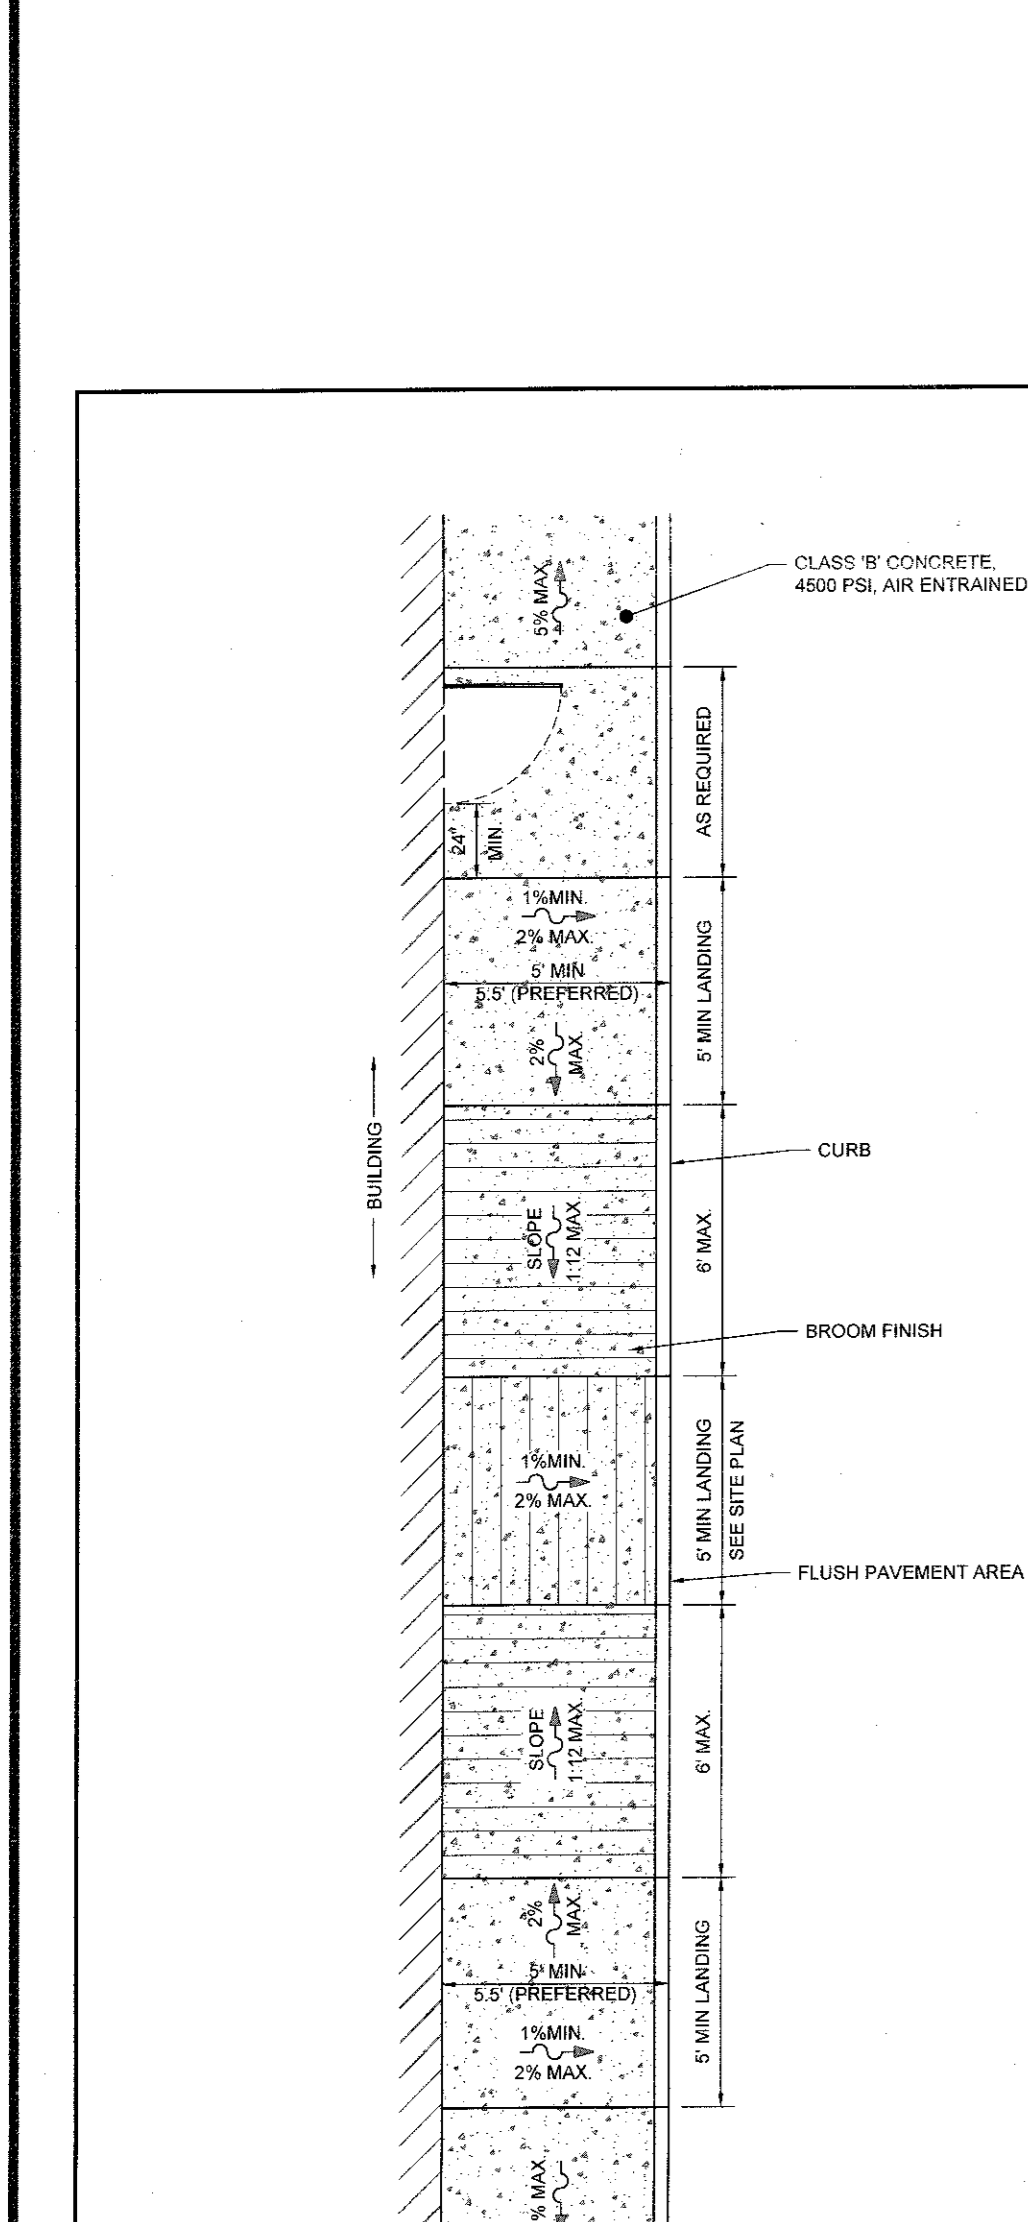 CLASS 'B' CONCRETE,
4500 PSI, AIR ENTRAINED
5% MAX.
AS REQUIRED
24"
MIN.
1%MIN.
2% MAX.
5' MIN
5.5' (PREFERRED)
5' MIN LANDING
2%
MAX.
BUILDING
CURB
SLOPE
1:12 MAX.
6' MAX.
BROOM FINISH
1%MIN.
2% MAX.
5' MIN LANDING
SEE SITE PLAN
FLUSH PAVEMENT AREA
SLOPE
1:12 MAX.
6' MAX.
2%
MAX.
5' MIN
5.5' (PREFERRED)
5' MIN LANDING
1%MIN.
2% MAX.
% MAX.